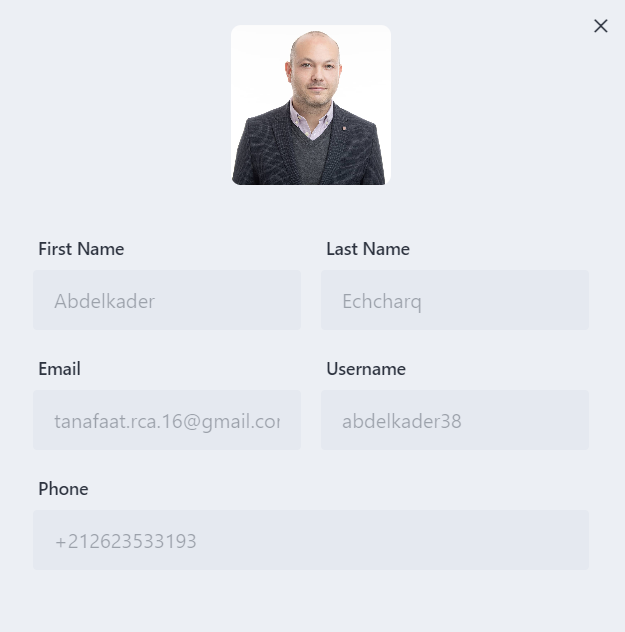 First Name
Last Name
Abdelkader
Echcharq
Email
Username
tanafaat.rca.16@gmail.co
abdelkader38
Phone
+212623533193